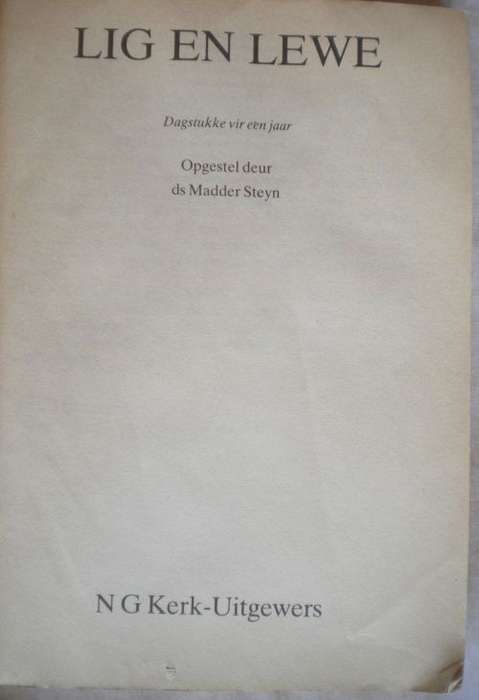 LIG EN LEWE
Dagstukke vir een jaar
Opgestel deur
ds Madder Steyn
N G Kerk-Uitgewers